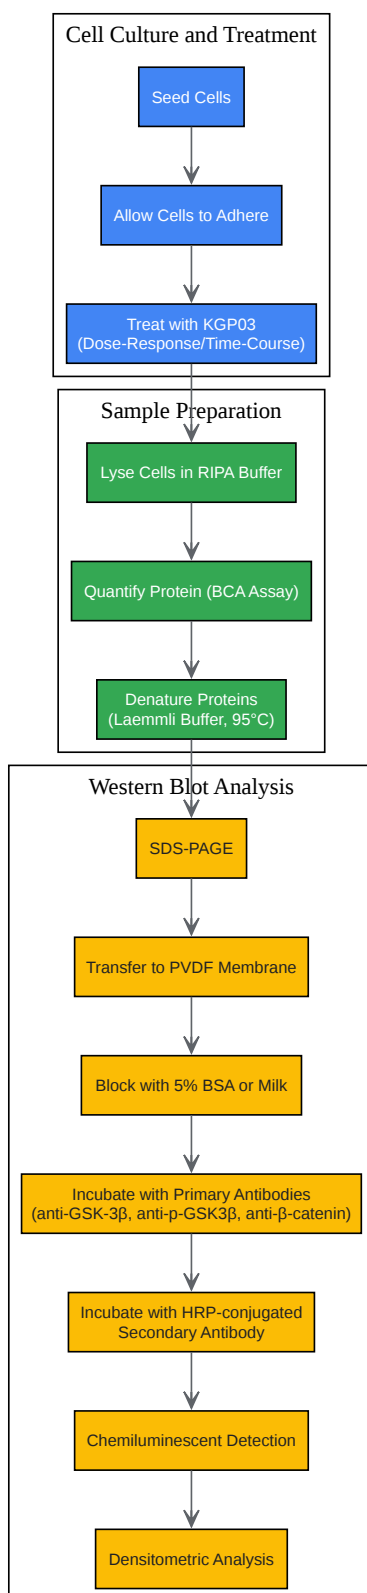 Cell Culture and Treatment
Seed Cells
Allow Cells to Adhere
Treat with KGP03
(Dose-Response/Time-Course)
Sample Preparation
Lyse Cells in RIPA Buffer
Quantify Protein (BCA Assay)
Denature Proteins
(Laemmli Buffer, 95°C)
Western Blot Analysis
SDS-PAGE
Transfer to PVDF Membrane
Block with 5% BSA or Milk
Incubate with Primary Antibodies
(anti-GSK-3β, anti-p-GSK3β, anti-β-catenin)
Incubate with HRP-conjugated
Secondary Antibody
Chemiluminescent Detection
Densitometric Analysis